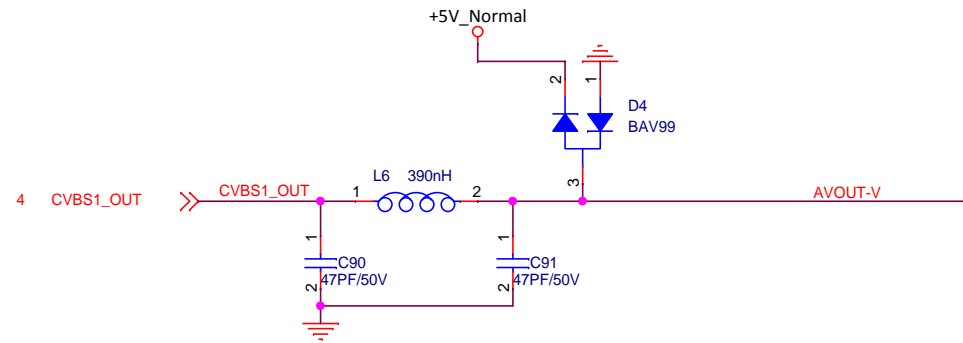 +5V_Normal
2
1
D4
BAV99
L6 390nH
3
4 CVBS1_OUT
CVBS1_OUT
1
2
AVOUT-V
1
C90
47PF/50V
2
1
C91
47PF/50V
2